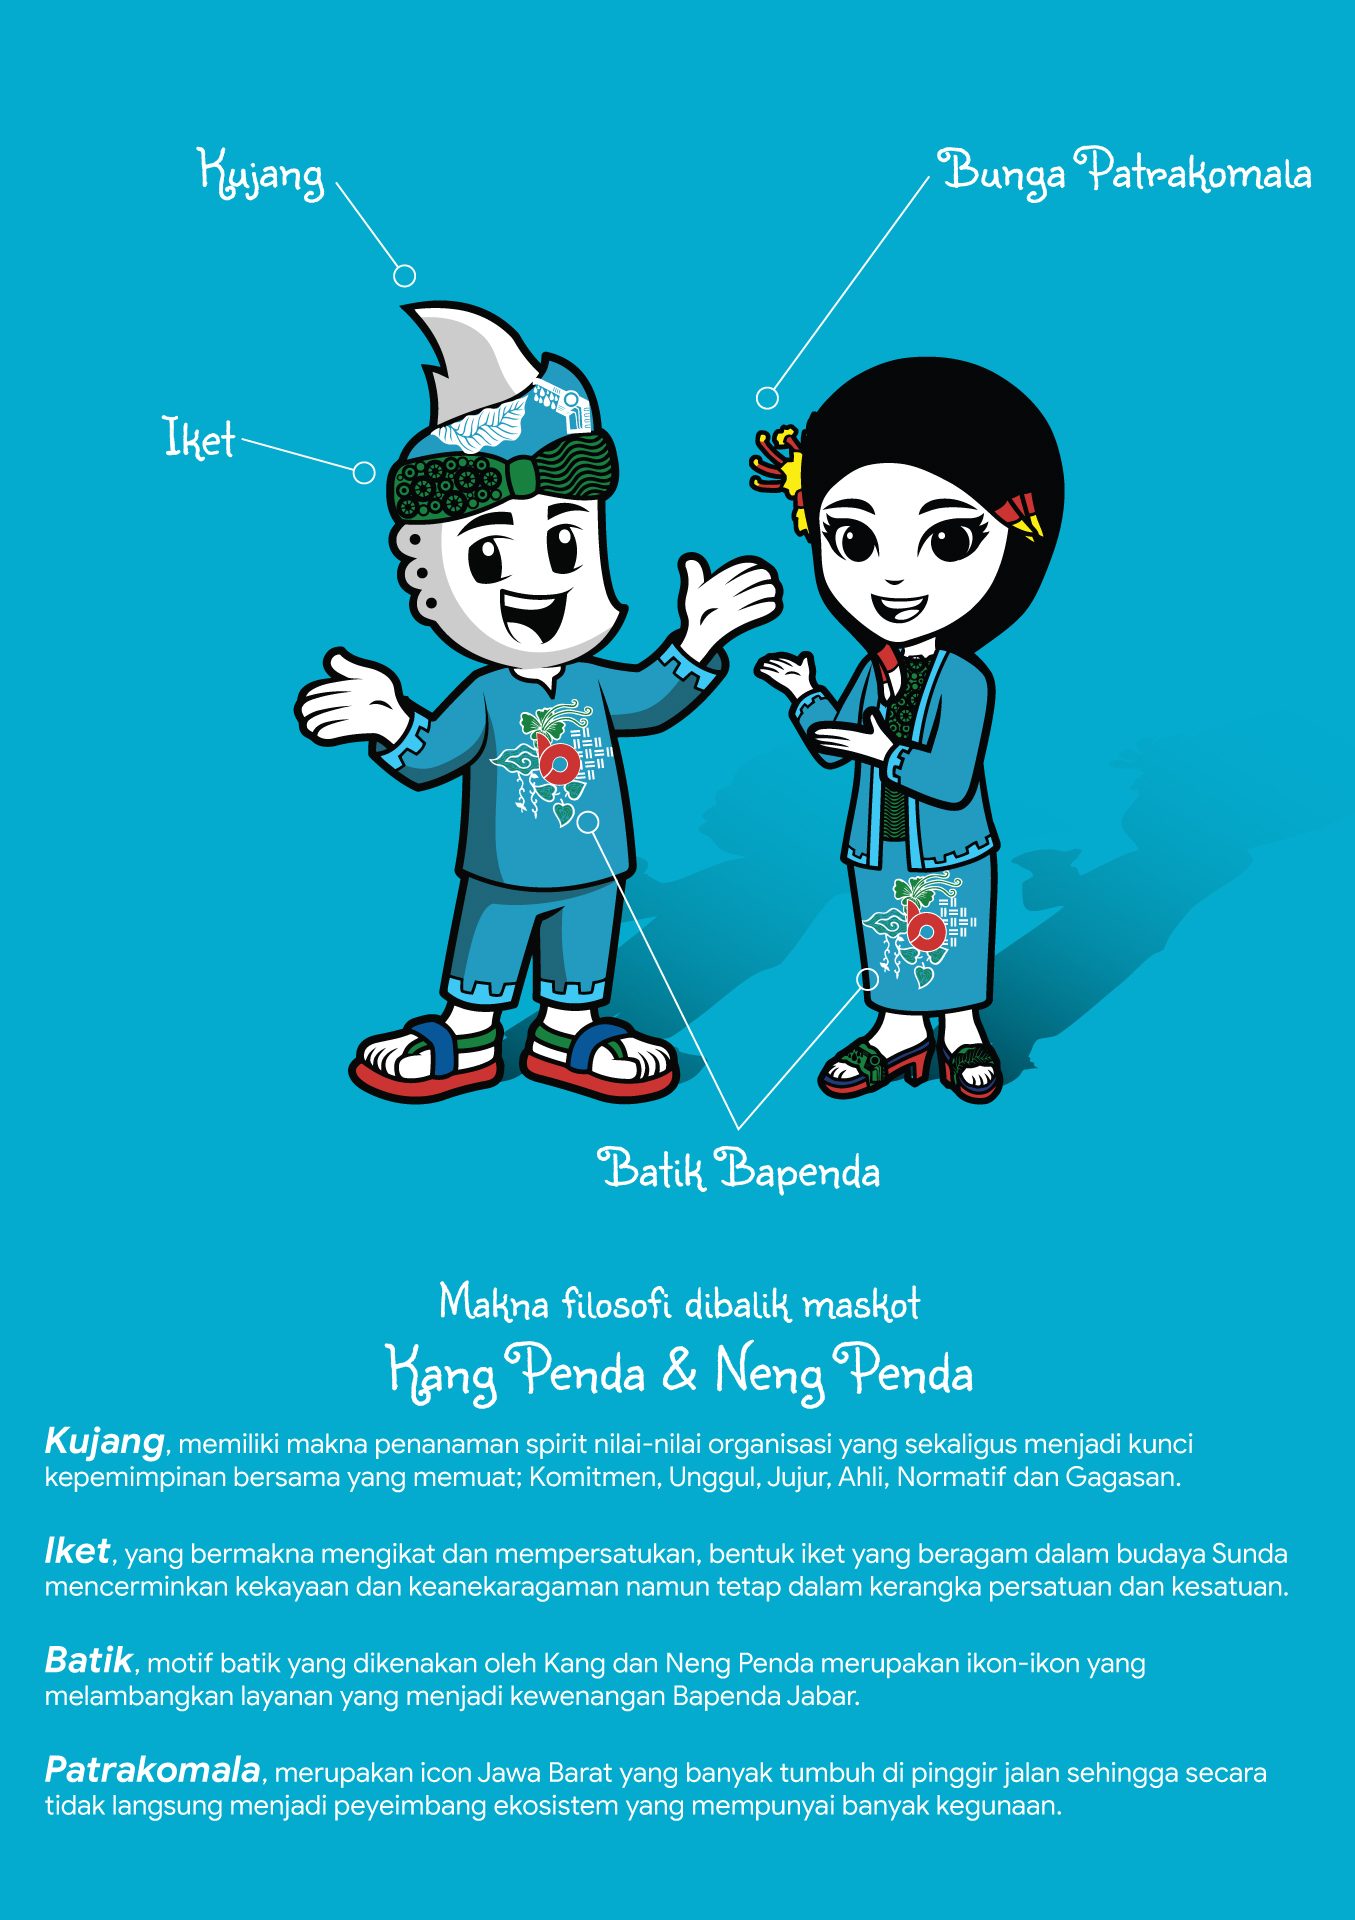 Kujang
Bunga Patrakomala
Iket
Batik Bapenda
Makna filosofi dibalik maskot
Kang Penda & Neng Penda
Kujang, memiliki makna penanaman spirit nilai-nilai organisasi yang sekaligus menjadi kunci
kepemimpinan bersama yang memuat; Komitmen, Unggul, Jujur, Ahli, Normatif dan Gagasan.
Iket, yang bermakna mengikat dan mempersatukan, bentuk iket yang beragam dalam budaya Sunda
mencerminkan kekayaan dan keanekaragaman namun tetap dalam kerangka persatuan dan kesatuan.
Batik, motif batik yang dikenakan oleh Kang dan Neng Penda merupakan ikon-ikon yang
melambangkan layanan yang menjadi kewenangan Bapenda Jabar.
Patrakomala, merupakan icon Jawa Barat yang banyak tumbuh di pinggir jalan sehingga secara
tidak langsung menjadi peyeimbang ekosistem yang mempunyai banyak kegunaan.